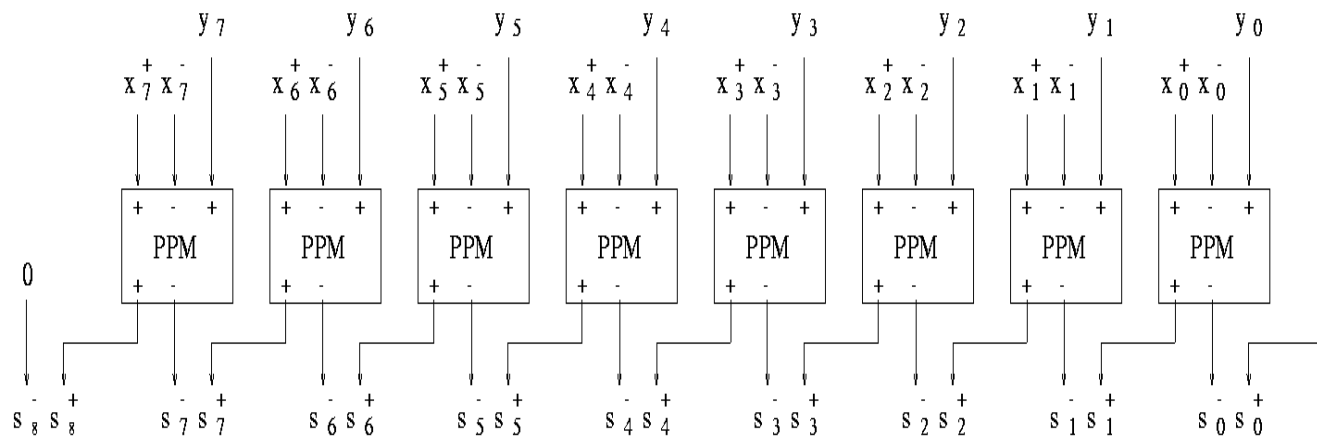 y₇ y₆ y₅ y₄ y₃ y₂ y₁ y₀
x₇⁺ x₇⁻ x₆⁺ x₆⁻ x₅⁺ x₅⁻ x₄⁺ x₄⁻ x₃⁺ x₃⁻ x₂⁺ x₂⁻ x₁⁺ x₁⁻ x₀⁺ x₀⁻
+ - + + - + + - + + - + + - + + - + + - + + - +
PPM PPM PPM PPM PPM PPM PPM PPM
0
+ - + - + - + - + - + - + - + -
s₈⁻ s₈⁺ s₇⁻ s₇⁺ s₆⁻ s₆⁺ s₅⁻ s₅⁺ s₄⁻ s₄⁺ s₃⁻ s₃⁺ s₂⁻ s₂⁺ s₁⁻ s₁⁺ s₀⁻ s₀⁺